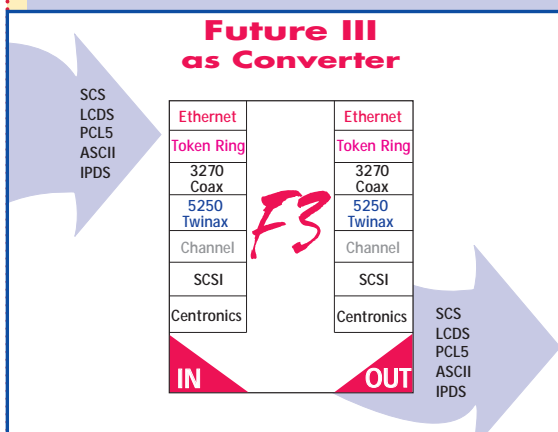 Future III
as Converter
SCS
LCDS
PCL5
ASCII
IPDS
Ethernet
Token Ring
3270
Coax
5250
Twinax
Channel
SCSI
Centronics
IN
F3
Ethernet
Token Ring
3270
Coax
5250
Twinax
Channel
SCSI
Centronics
OUT
SCS
LCDS
PCL5
ASCII
IPDS